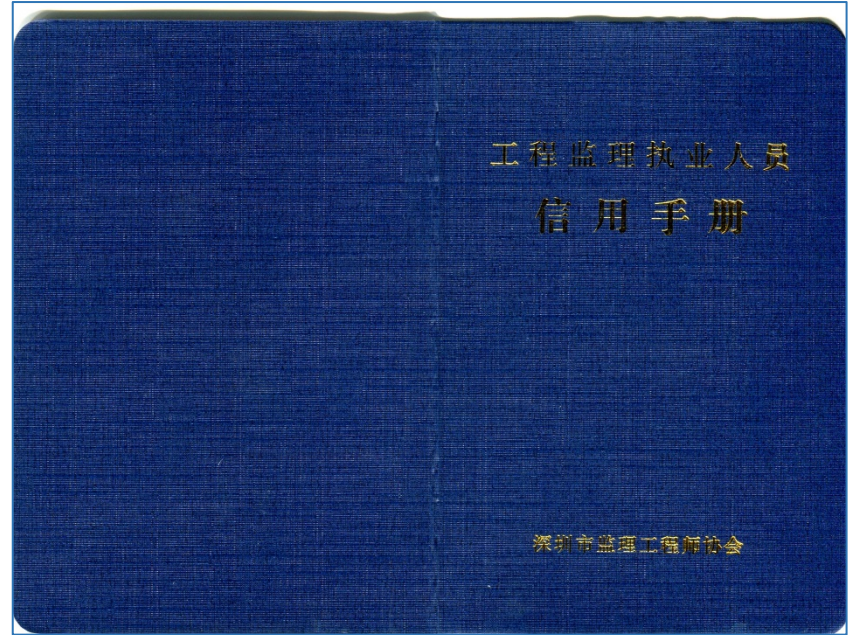 工程监理执业人员
信用手册
深圳市监理工程师协会